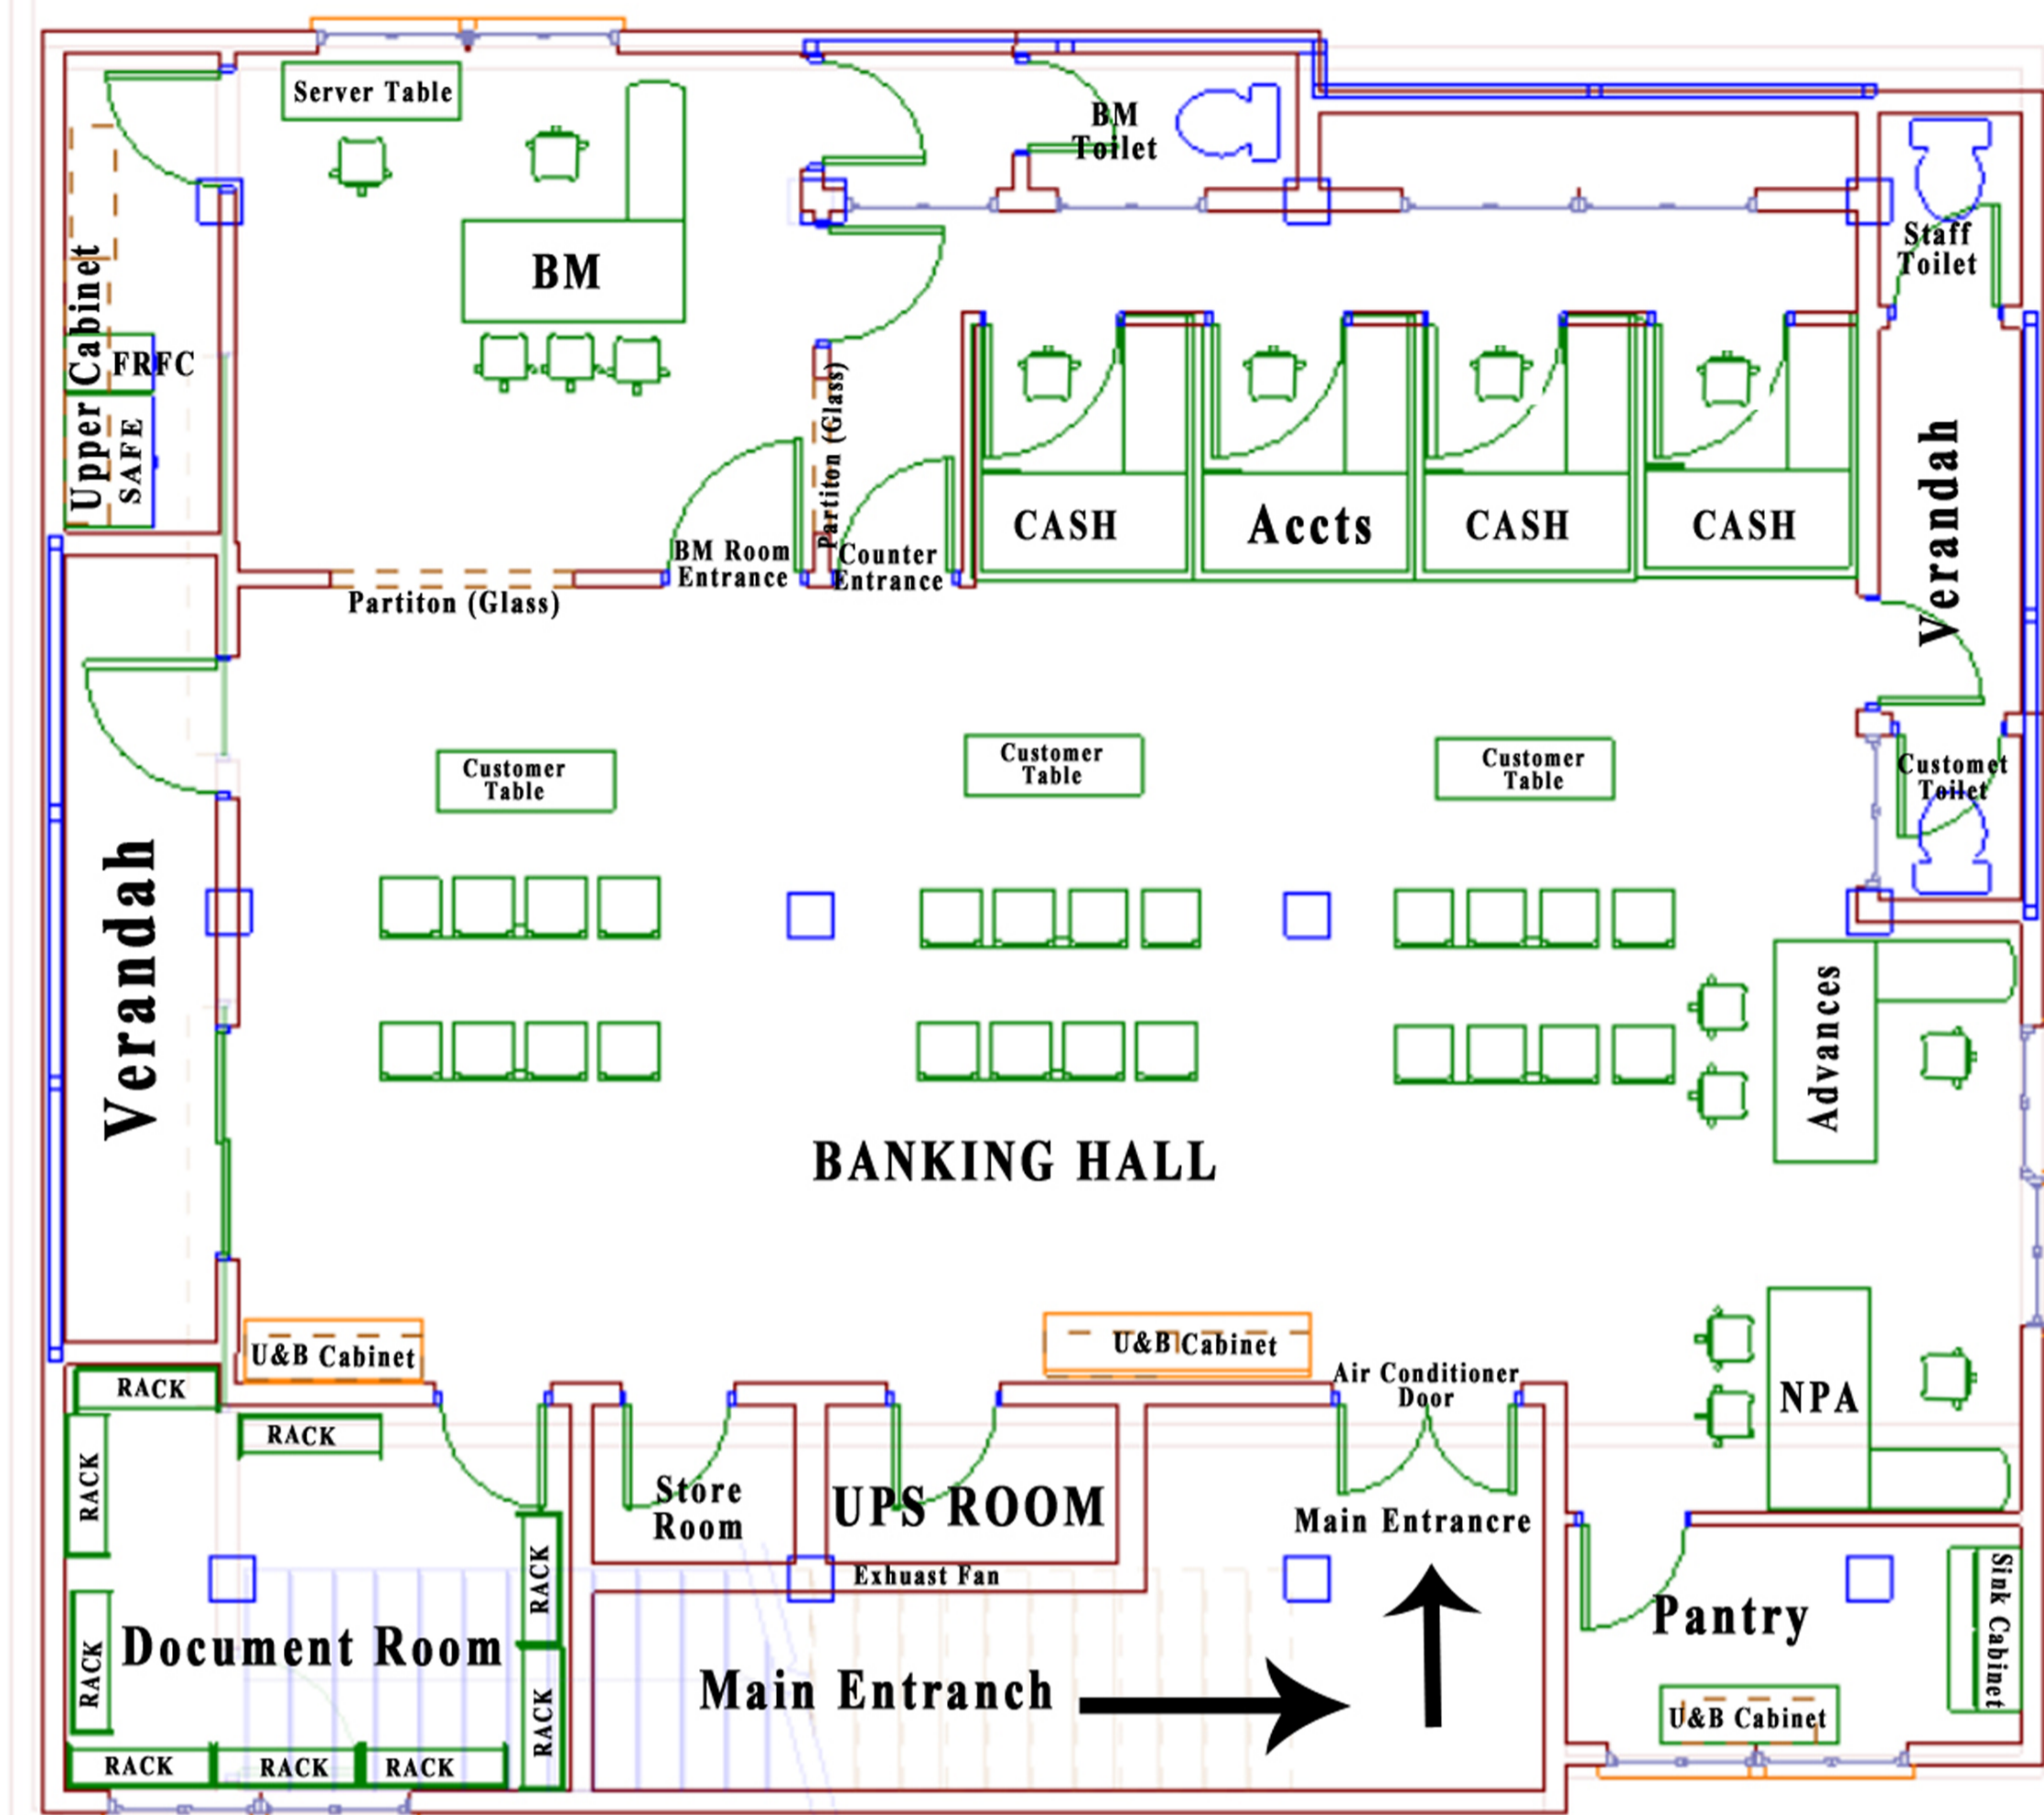 Server Table
BM
Toilet
Staff
Toilet
BM
Upper Cabinet
FRFC
SAFE
Partiton (Glass)
Verandah
CASH
Accts
CASH
CASH
BM Room
Entrance
Counter
Entrance
Partiton (Glass)
Customer
Table
Customer
Table
Customer
Table
Customet
Toilet
Verandah
Advances
BANKING HALL
U&B Cabinet
U&B Cabinet
Air Conditioner
Door
NPA
RACK
RACK
RACK
Store
Room
UPS ROOM
Main Entrancre
Exhuast Fan
RACK
Sink Cabinet
Pantry
Document Room
RACK
Main Entranch
RACK
U&B Cabinet
RACK
RACK
RACK